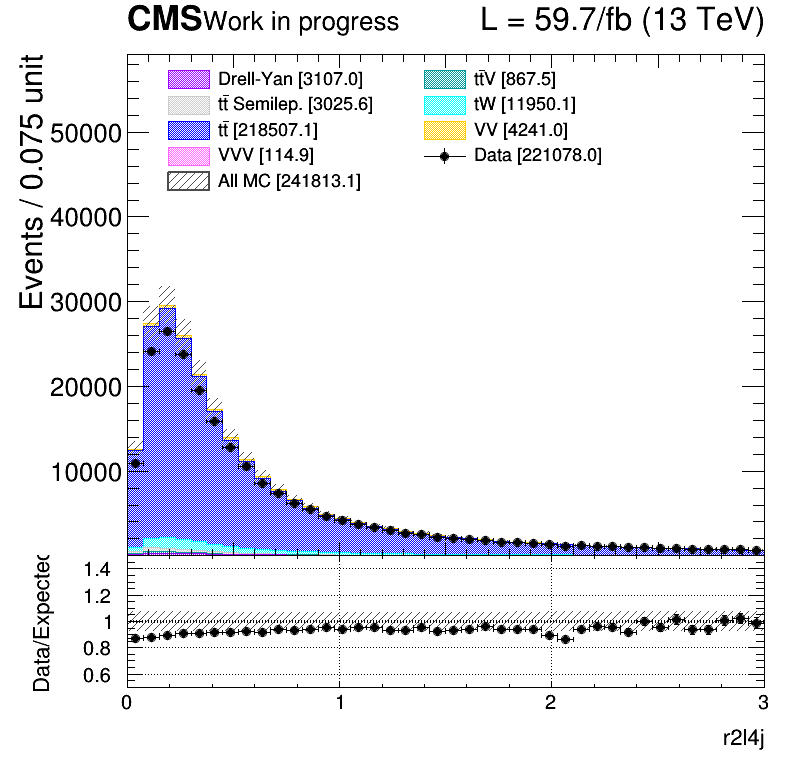 CMS Work in progress L = 59.7/fb (13 TeV)
Events / 0.075 unit
Drell-Yan [3107.0]
tt̄ Semilep. [3025.6]
tt̄ [218507.1]
VVV [114.9]
All MC [241813.1]
tt̄V [867.5]
tW [11950.1]
VV [4241.0]
Data [221078.0]
50000
40000
30000
20000
10000
Data/Expected
1.4
1.2
1
0.8
0.6
0 1 2 3
r2l4j